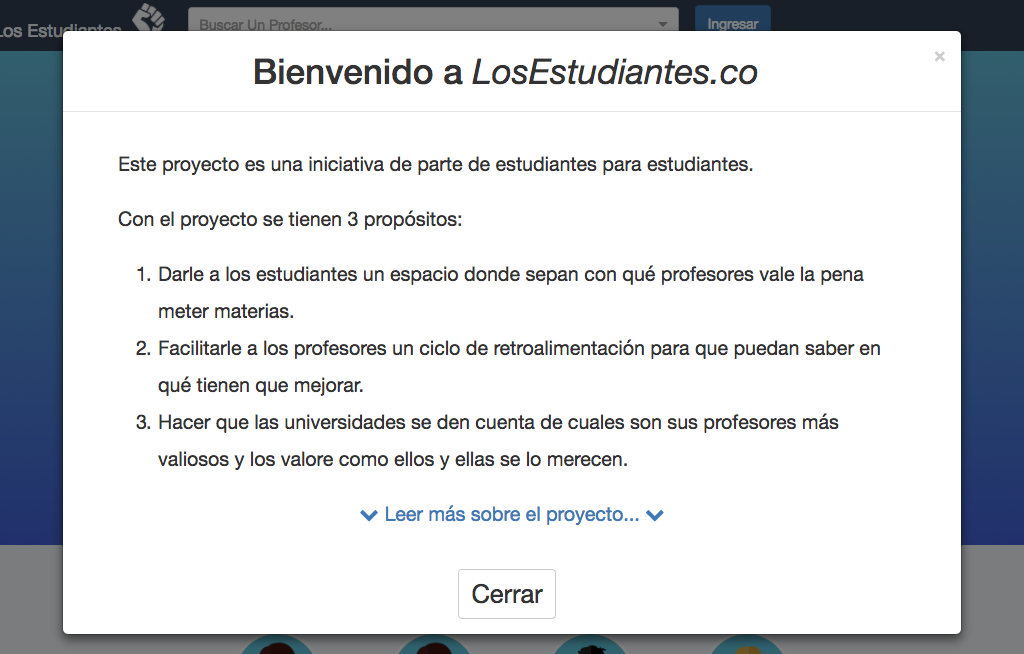 Los Estudiantes
Buscar Un Profesor...
Ingresar
×
Bienvenido a LosEstudiantes.co
Este proyecto es una iniciativa de parte de estudiantes para estudiantes.
Con el proyecto se tienen 3 propósitos:
1. Darle a los estudiantes un espacio donde sepan con qué profesores vale la pena
meter materias.
2. Facilitarle a los profesores un ciclo de retroalimentación para que puedan saber en
qué tienen que mejorar.
3. Hacer que las universidades se den cuenta de cuales son sus profesores más
valiosos y los valore como ellos y ellas se lo merecen.
Leer más sobre el proyecto...
Cerrar